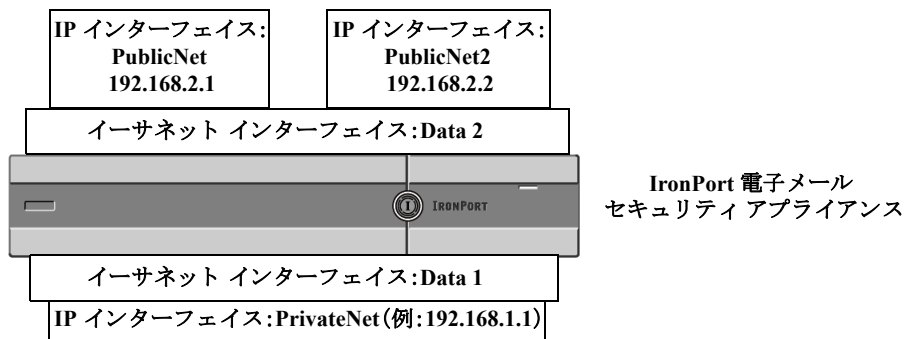 IP インターフェイス:
PublicNet
192.168.2.1
IP インターフェイス:
PublicNet2
192.168.2.2
イーサネット インターフェイス:Data 2
IRONPORT
IronPort 電子メール
セキュリティ アプライアンス
イーサネット インターフェイス:Data 1
IP インターフェイス:PrivateNet(例:192.168.1.1)